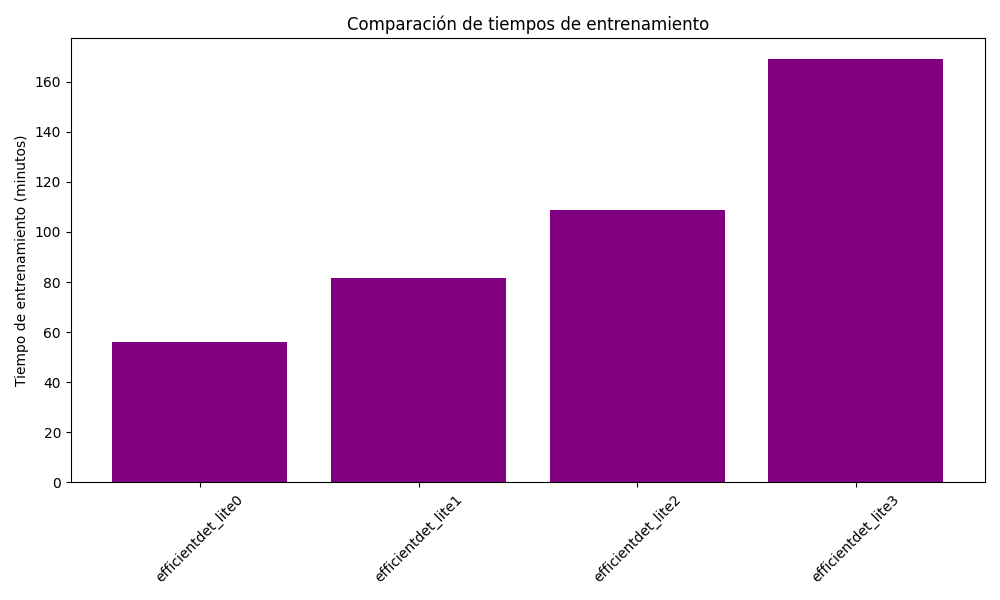 Comparación de tiempos de entrenamiento
Tiempo de entrenamiento (minutos)
160
140
120
100
80
60
40
20
0
efficientdet_lite0
efficientdet_lite1
efficientdet_lite2
efficientdet_lite3